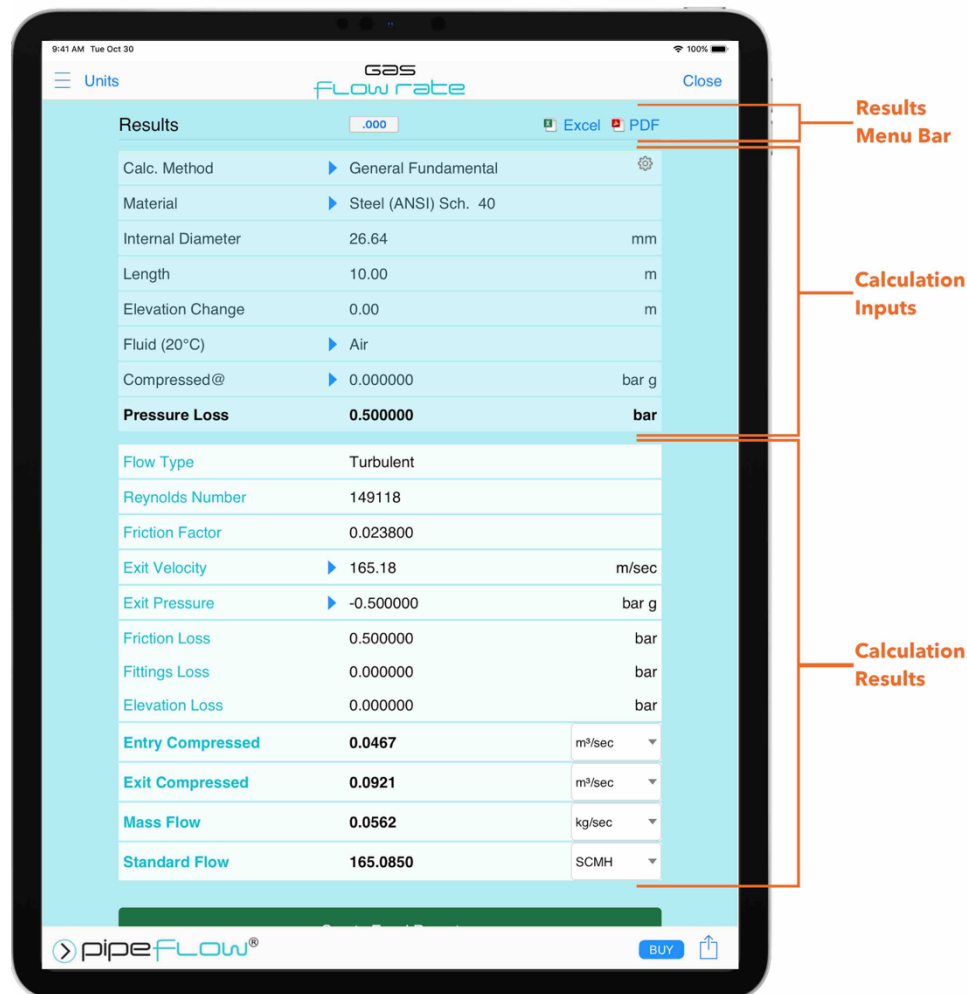 9:41 AM Tue Oct 30
100%
Units
Gas
FLow rate
Close
Results .000 Excel PDF
Results
Menu Bar
Calc. Method General Fundamental
Material Steel (ANSI) Sch. 40
Internal Diameter 26.64 mm
Length 10.00 m
Calculation
Inputs
Elevation Change 0.00 m
Fluid (20°C) Air
Compressed@ 0.000000 bar g
Pressure Loss 0.500000 bar
Flow Type Turbulent
Reynolds Number 149118
Friction Factor 0.023800
Exit Velocity 165.18 m/sec
Exit Pressure -0.500000 bar g
Friction Loss 0.500000 bar
Calculation
Results
Fittings Loss 0.000000 bar
Elevation Loss 0.000000 bar
Entry Compressed 0.0467 m³/sec
Exit Compressed 0.0921 m³/sec
Mass Flow 0.0562 kg/sec
Standard Flow 165.0850 SCMH
pipeFLow®
BUY